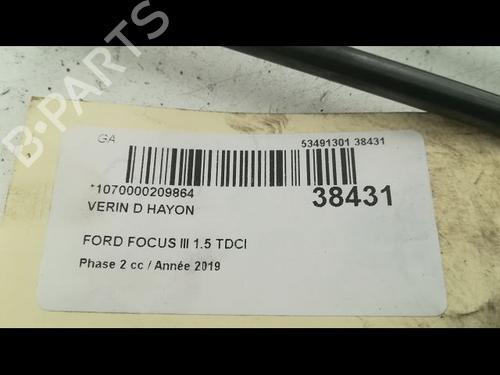 B-PARTS
GA
53491301 38431
*1070000209864
38431
VERIN D HAYON
FORD FOCUS III 1.5 TDCI
Phase 2 cc / Année 2019